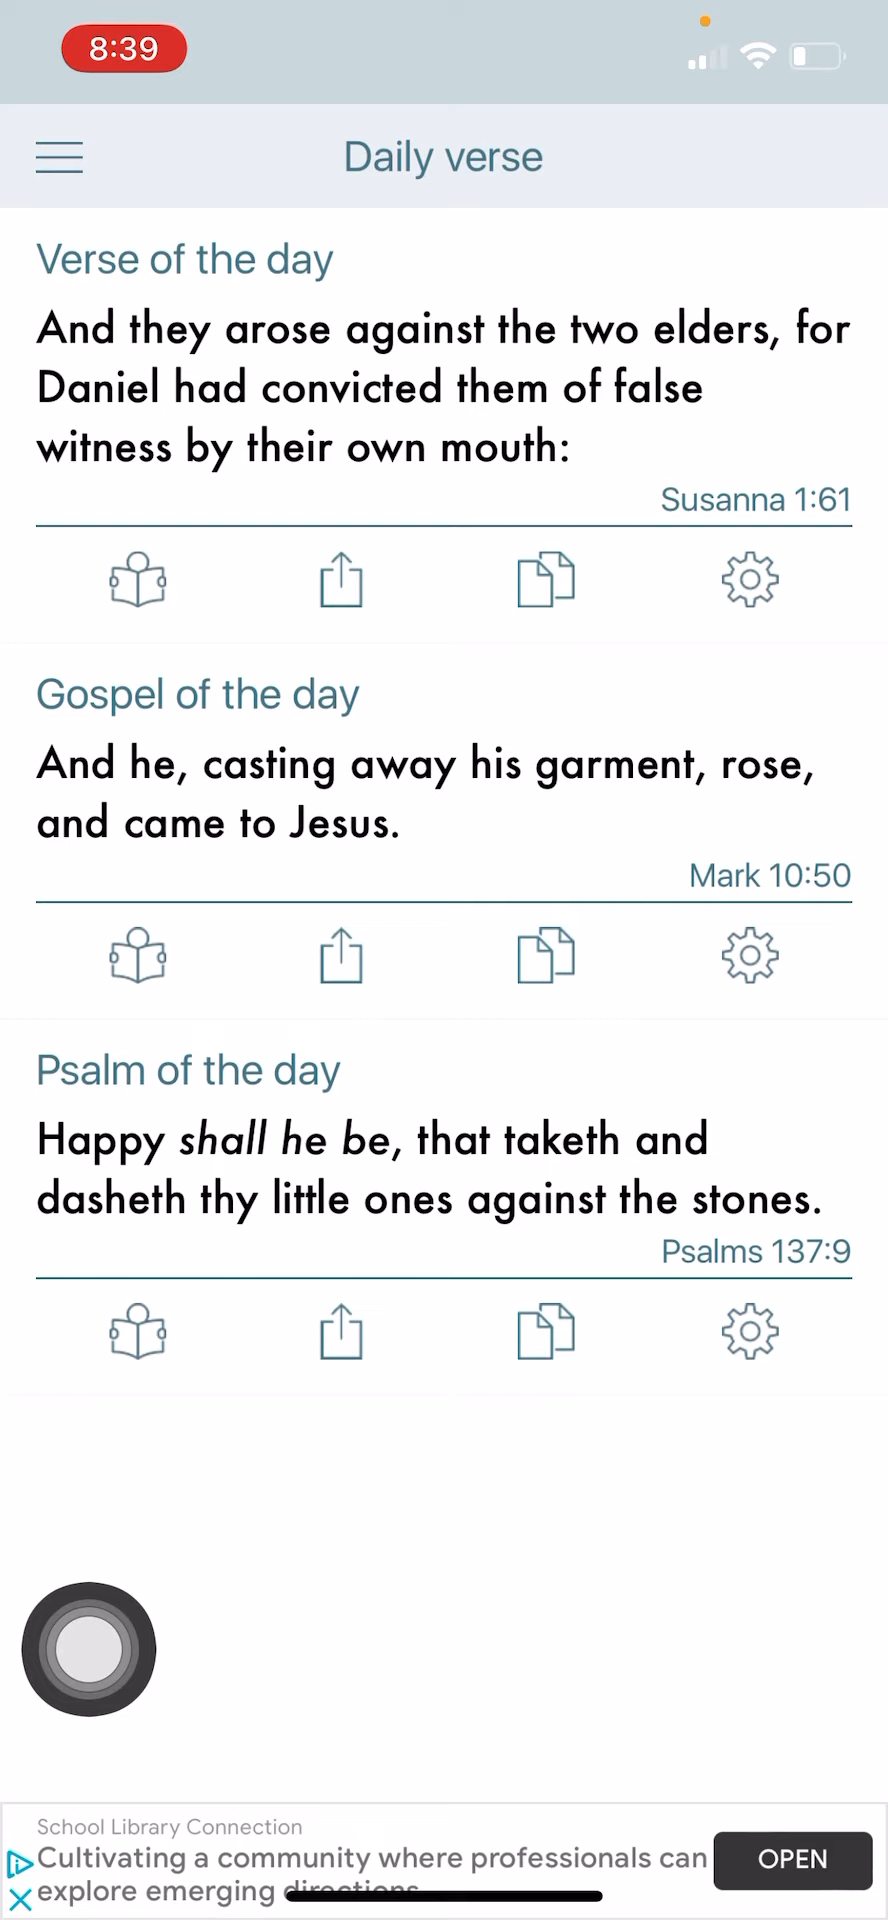 8:39
Daily verse
Verse of the day
And they arose against the two elders, for
Daniel had convicted them of false
witness by their own mouth:
Susanna 1:61
Gospel of the day
And he, casting away his garment, rose,
and came to Jesus.
Mark 10:50
Psalm of the day
Happy shall he be, that taketh and
dasheth thy little ones against the stones.
Psalms 137:9
School Library Connection
Cultivating a community where professionals can
explore emerging directions
OPEN